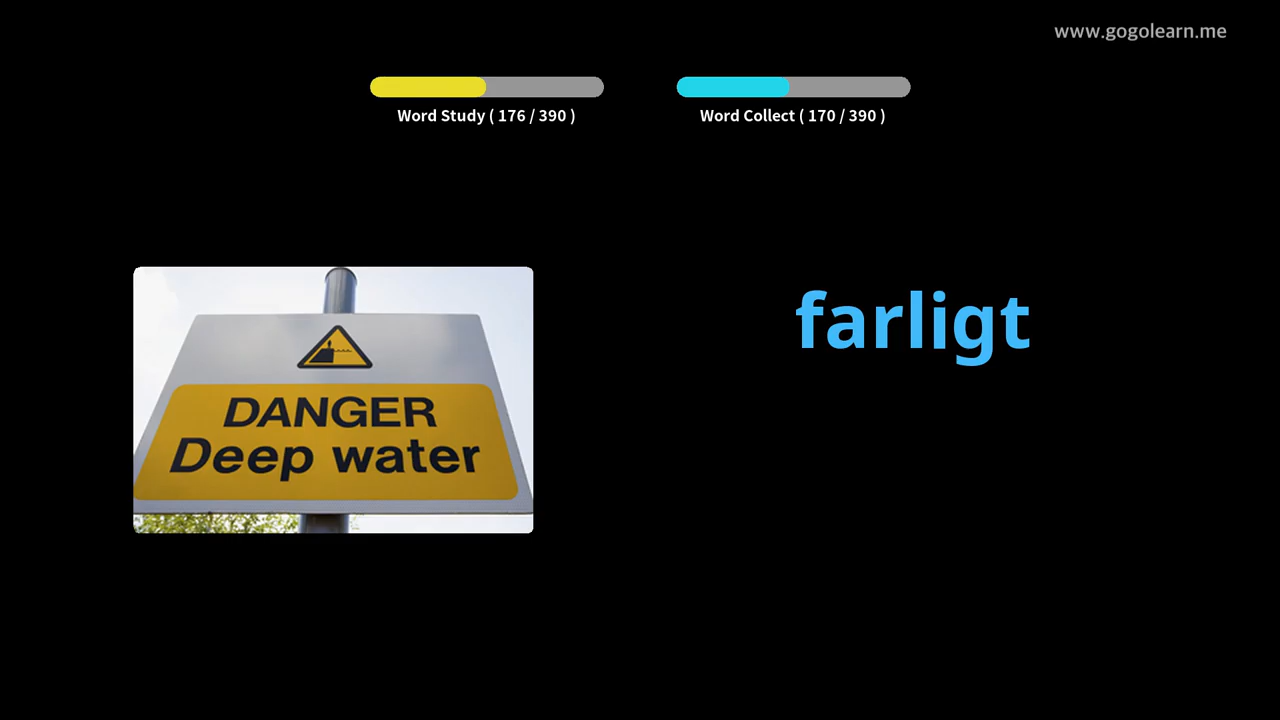 www.gogolearn.me
Word Study ( 176 / 390 )
Word Collect ( 170 / 390 )
DANGER
Deep water
farligt